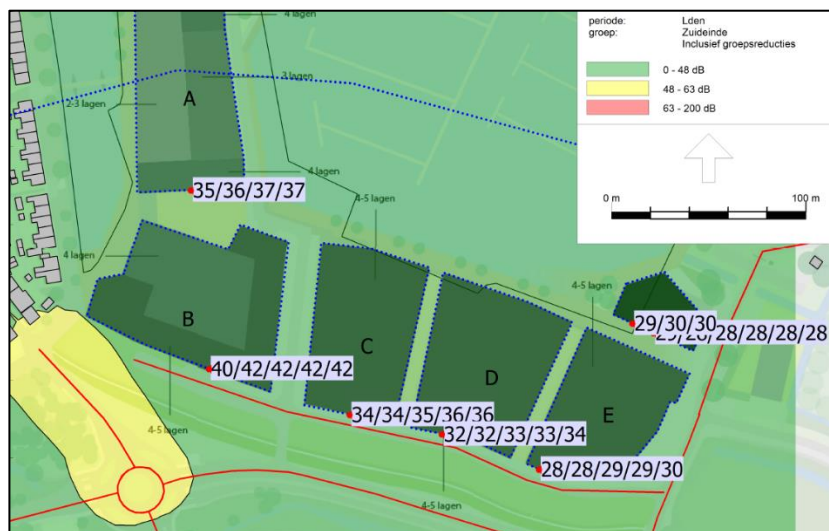 4 lagen
periode: Lden
groep: Zuideinde
Inclusief groepsreducties
0 - 48 dB
48 - 63 dB
63 - 200 dB
0 m 100 m
3 lagen
2-3 lagen
A
4 lagen
35/36/37/37
4-5 lagen
4 lagen
4-5 lagen
B
C
D
E
29/30/30
28/28/28/28/28
40/42/42/42/42
34/34/35/36/36
32/32/33/33/34
28/28/29/29/30
4-5 lagen
4-5 lagen